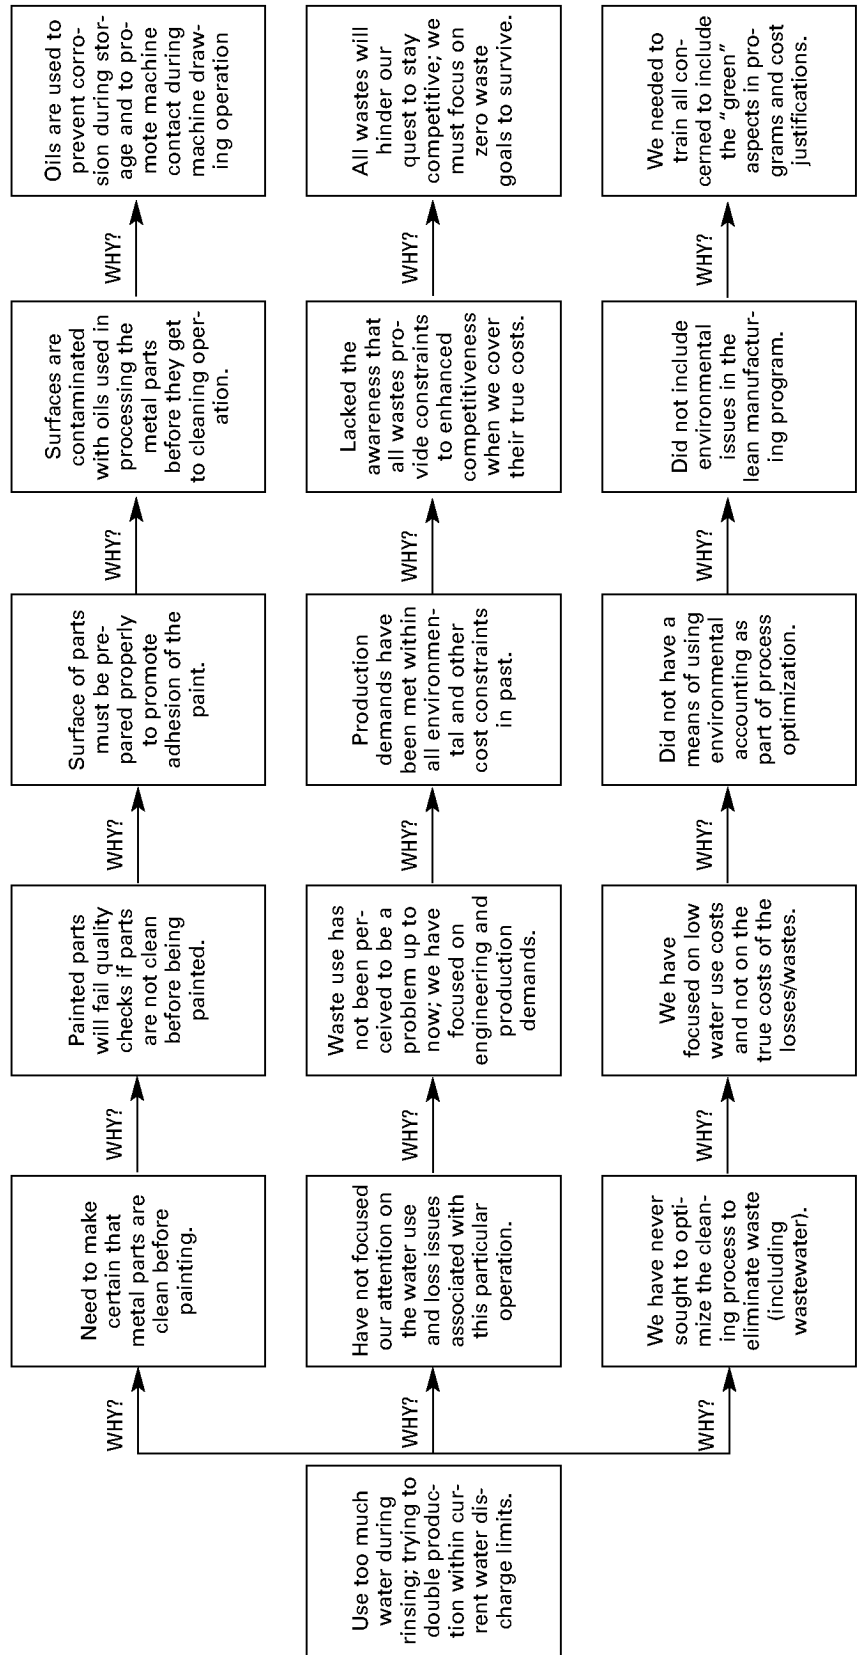 Use too much
water during
rinsing; trying to
double produc-
tion within cur-
rent water dis-
charge limits.
WHY?
Need to make
certain that
metal parts are
clean before
painting.
WHY?
Painted parts
will fail quality
checks if parts
are not clean
before being
painted.
WHY?
Surface of parts
must be pre-
pared properly
to promote
adhesion of the
paint.
WHY?
Surfaces are
contaminated
with oils used in
processing the
metal parts
before they get
to cleaning oper-
ation.
WHY?
Oils are used to
prevent corro-
sion during stor-
age and to pro-
mote machine
contact during
machine draw-
ing operation
WHY?
Have not focused
our attention on
the water use
and loss issues
associated with
this particular
operation.
WHY?
Waste use has
not been per-
ceived to be a
problem up to
now; we have
focused on
engineering and
production
demands.
WHY?
Production
demands have
been met within
all environmen-
tal and other
cost constraints
in past.
WHY?
Lacked the
awareness that
all wastes pro-
vide constraints
to enhanced
competitiveness
when we cover
their true costs.
WHY?
All wastes will
hinder our
quest to stay
competitive; we
must focus on
zero waste
goals to survive.
WHY?
We have never
sought to opti-
mize the clean-
ing process to
eliminate waste
(including
wastewater).
WHY?
We have
focused on low
water use costs
and not on the
true costs of the
losses/wastes.
WHY?
Did not have a
means of using
environmental
accounting as
part of process
optimization.
WHY?
Did not include
environmental
issues in the
lean manufactur-
ing program.
WHY?
We needed to
train all con-
cerned to include
the “green”
aspects in pro-
grams and cost
justifications.